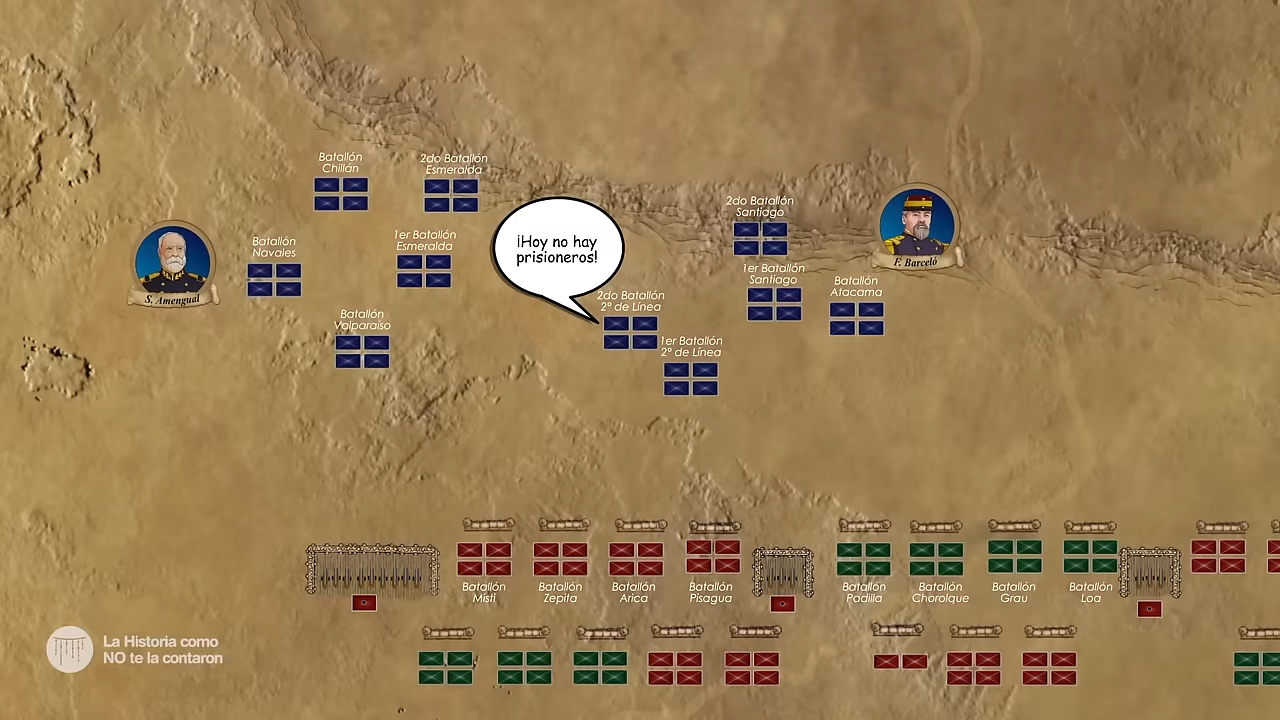 Batallón
Chillán
2do Batallón
Esmeralda
2do Batallón
Santiago
Batallón
Navales
1er Batallón
Esmeralda
¡Hoy no hay
prisioneros!
F. Barceló
S. Amengual
1er Batallón
Santiago
Batallón
Atacama
2do Batallón
2° de Línea
Batallón
Valparaíso
1er Batallón
2° de Línea
Batallón
Misti
Batallón
Zepita
Batallón
Arica
Batallón
Pisagua
Batallón
Padilla
Batallón
Chorolque
Batallón
Grau
Batallón
Loa
La Historia como
NO te la contaron